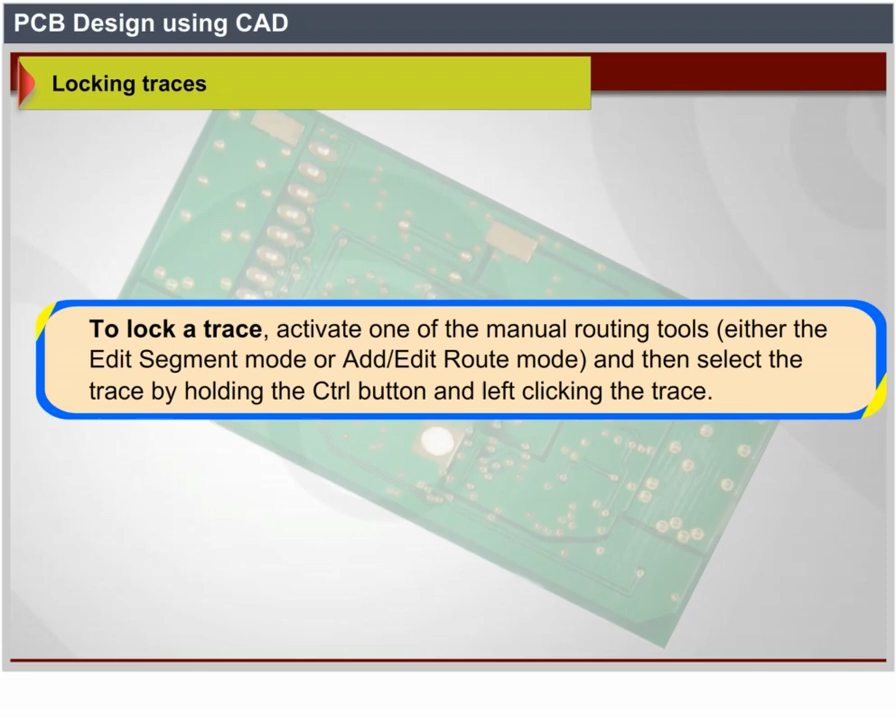 PCB Design using CAD
Locking traces
To lock a trace, activate one of the manual routing tools (either the
Edit Segment mode or Add/Edit Route mode) and then select the
trace by holding the Ctrl button and left clicking the trace.